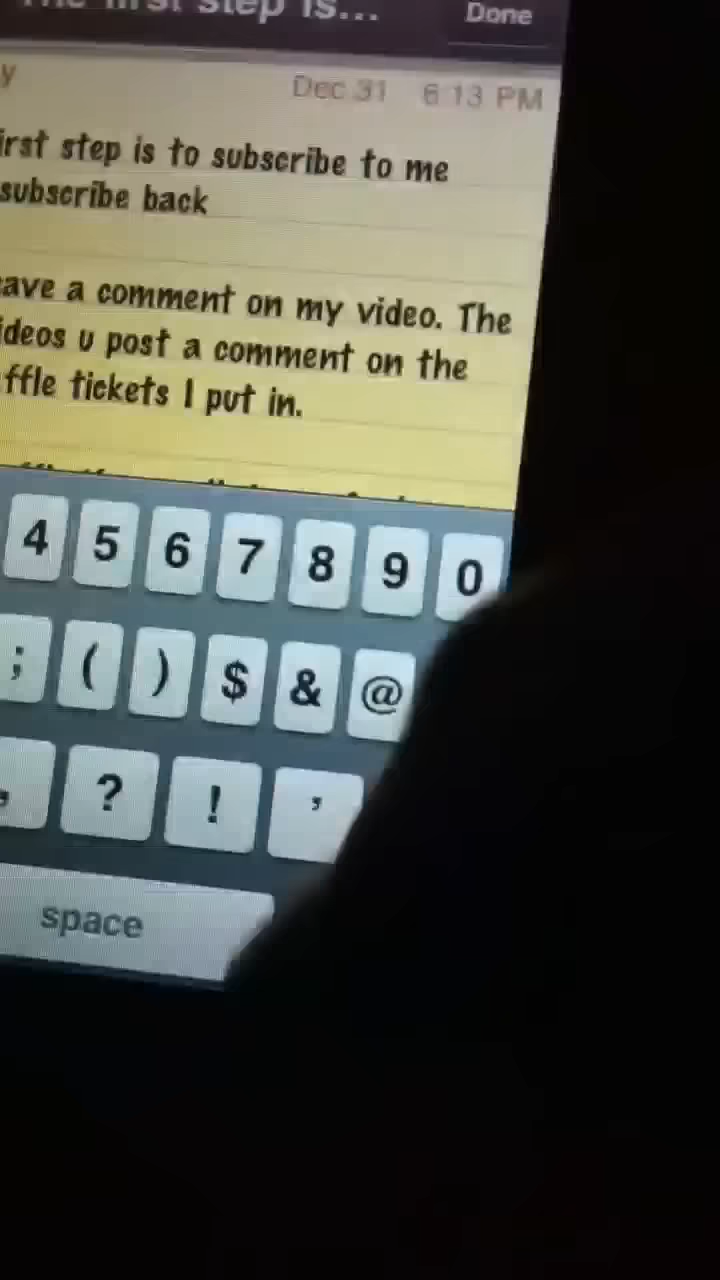 first step is...
Done
y
Dec 31 6:13 PM
irst step is to subscribe to me
subscribe back
ave a comment on my video. The
ideos u post a comment on the
ffle tickets I put in.
4 5 6 7 8 9 0
; ( ) $ & @
, ? ! ’
space